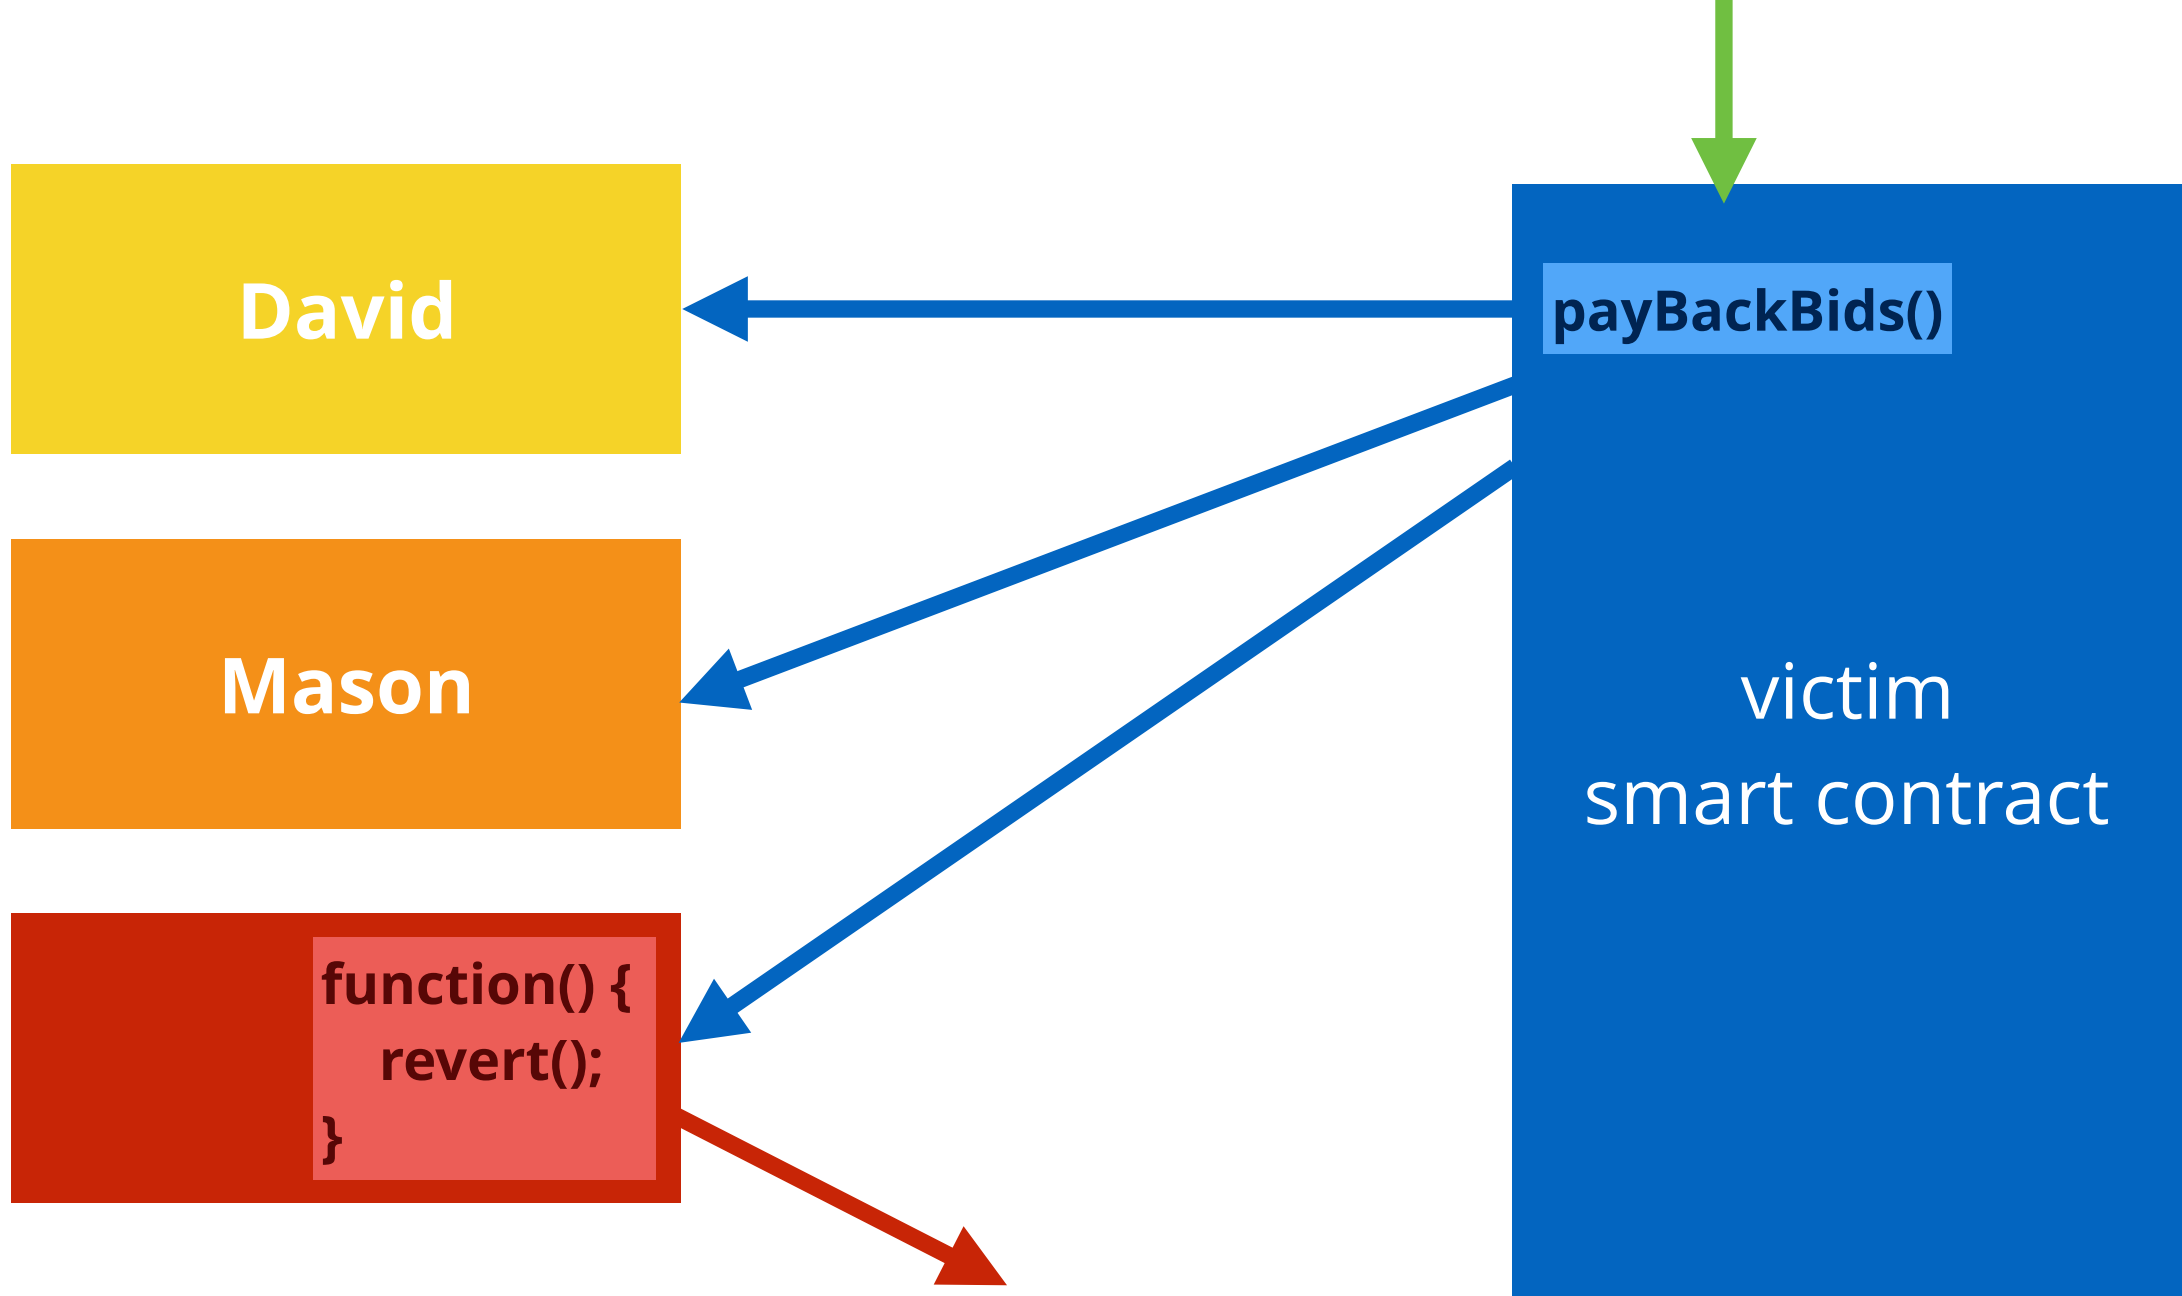 David
payBackBids()
Mason
victim
smart contract
function() {
revert();
}